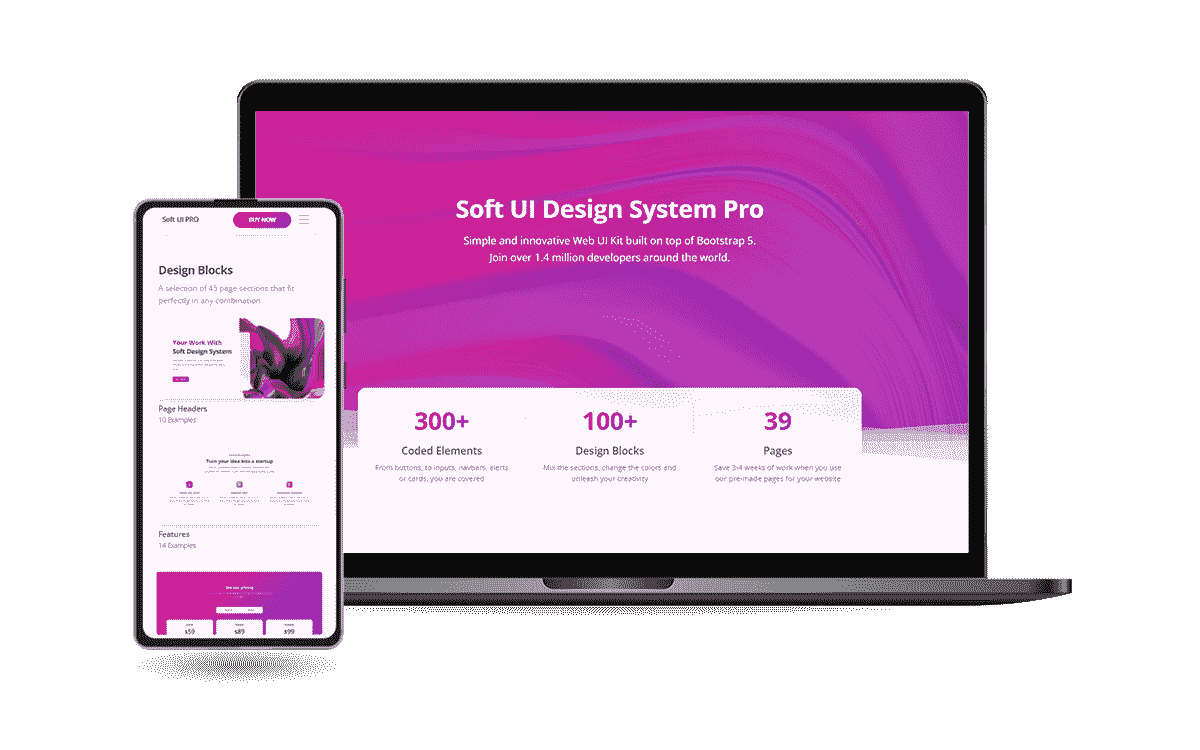 Soft UI Design System Pro
Simple and innovative Web UI Kit built on top of Bootstrap 5.
Join over 1.4 million developers around the world.
300+
Coded Elements
From buttons, to inputs, navbars, alerts
or cards, you are covered
100+
Design Blocks
Mix the sections, change the colors and
unleash your creativity
39
Pages
Save 3-4 weeks of work when you use
our pre-made pages for your website
Soft UI PRO
BUY NOW
Design Blocks
A selection of 45 page sections that fit
perfectly in any combination
Your Work With
Soft Design System
Page Headers
10 Examples
Turn your idea into a startup
Features
14 Examples
See our pricing
$59
$89
$99